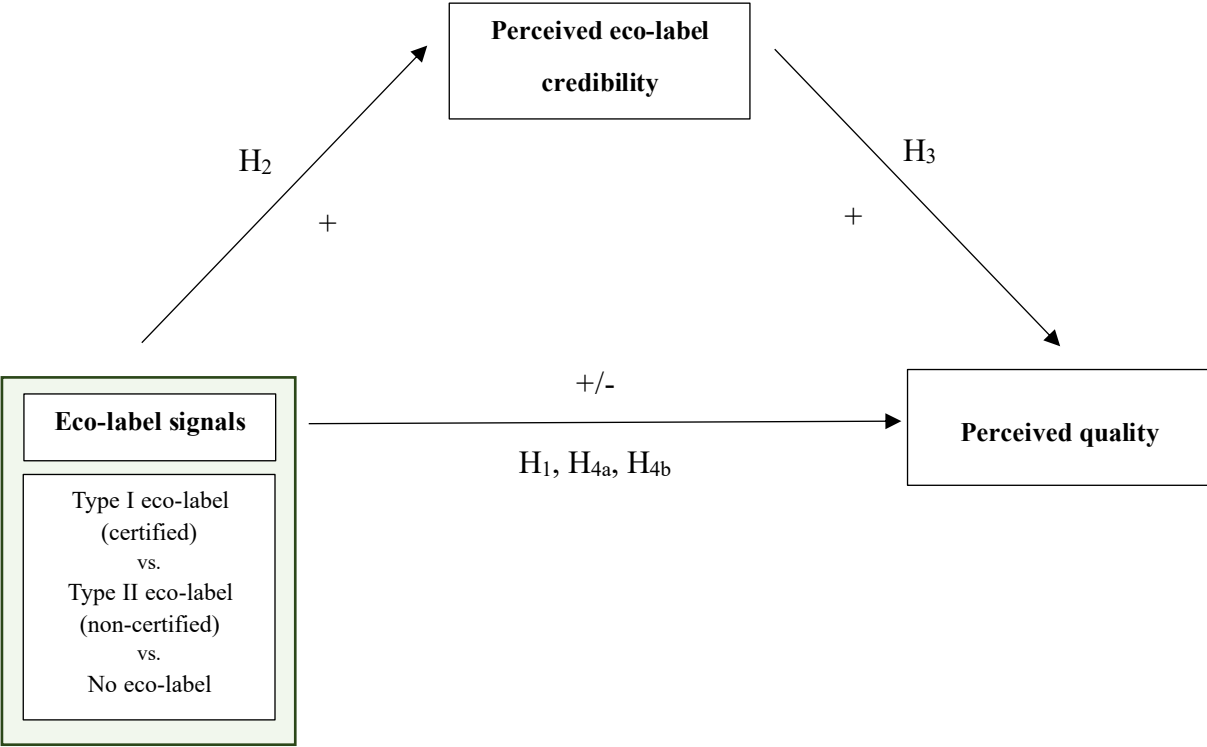 Perceived eco-label
credibility
H₂
+
H₃
+
Eco-label signals
Type I eco-label
(certified)
vs.
Type II eco-label
(non-certified)
vs.
No eco-label
+/-
H₁, H₄ₐ, H₄b
Perceived quality